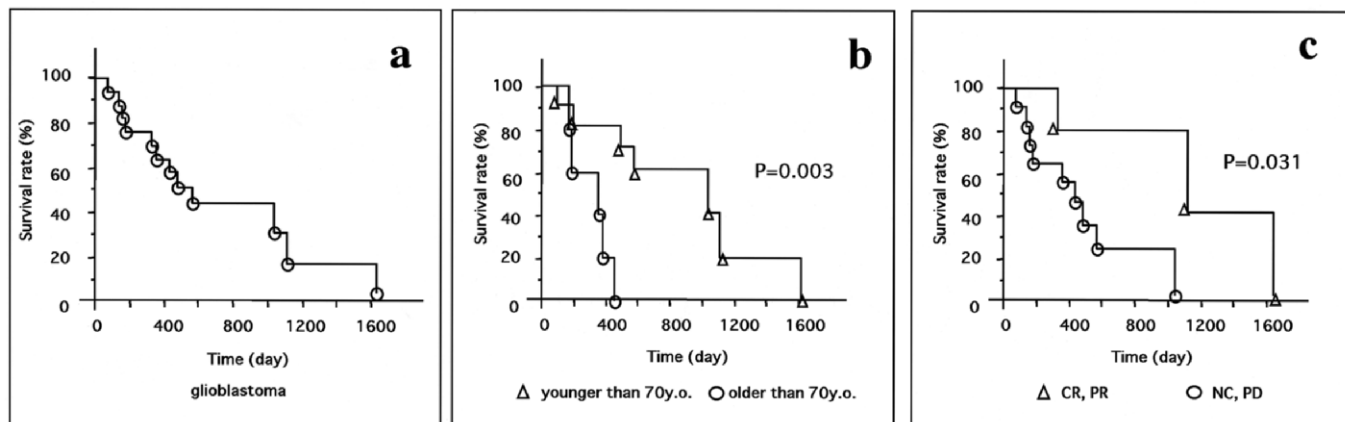 a
100
80
60
40
20
0
Survival rate (%)
0 400 800 1200 1600
Time (day)
glioblastoma
b
100
80
60
40
20
0
Survival rate (%)
P=0.003
0 400 800 1200 1600
Time (day)
△ younger than 70y.o. ○ older than 70y.o.
c
100
80
60
40
20
0
Survival rate (%)
P=0.031
0 400 800 1200 1600
Time (day)
△ CR, PR ○ NC, PD